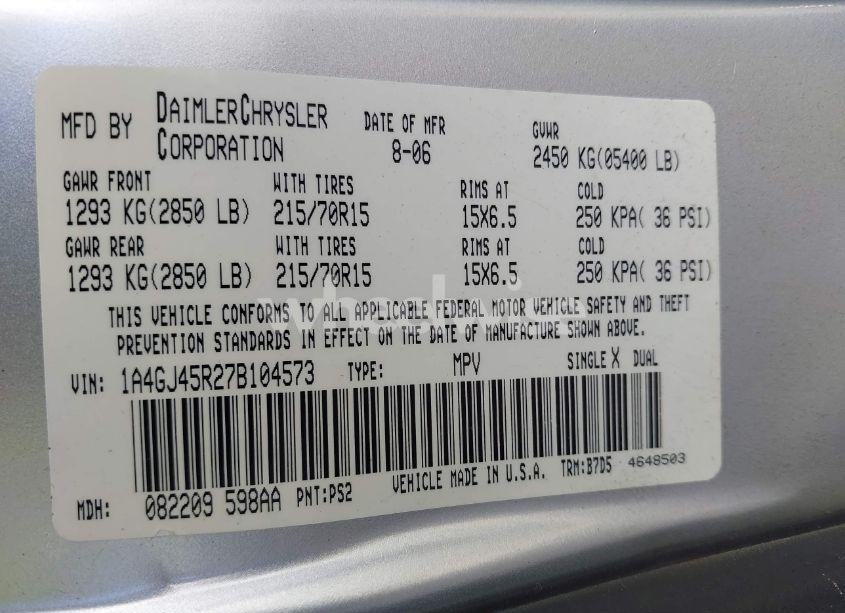 MFD BY DAIMLERCHRYSLER CORPORATION DATE OF MFR 8-06 GVWR 2450 KG(05400 LB)
GAWR FRONT WITH TIRES RIMS AT COLD
1293 KG(2850 LB) 215/70R15 15X6.5 250 KPA( 36 PSI)
GAWR REAR WITH TIRES RIMS AT COLD
1293 KG(2850 LB) 215/70R15 15X6.5 250 KPA( 36 PSI)
THIS VEHICLE CONFORMS TO ALL APPLICABLE FEDERAL MOTOR VEHICLE SAFETY AND THEFT
PREVENTION STANDARDS IN EFFECT ON THE DATE OF MANUFACTURE SHOWN ABOVE.
VIN: 1A4GJ45R27B104573 TYPE: MPV SINGLE X DUAL
MDH: 082209 598AA PNT:PS2 VEHICLE MADE IN U.S.A. TRM:B7D5 4648503